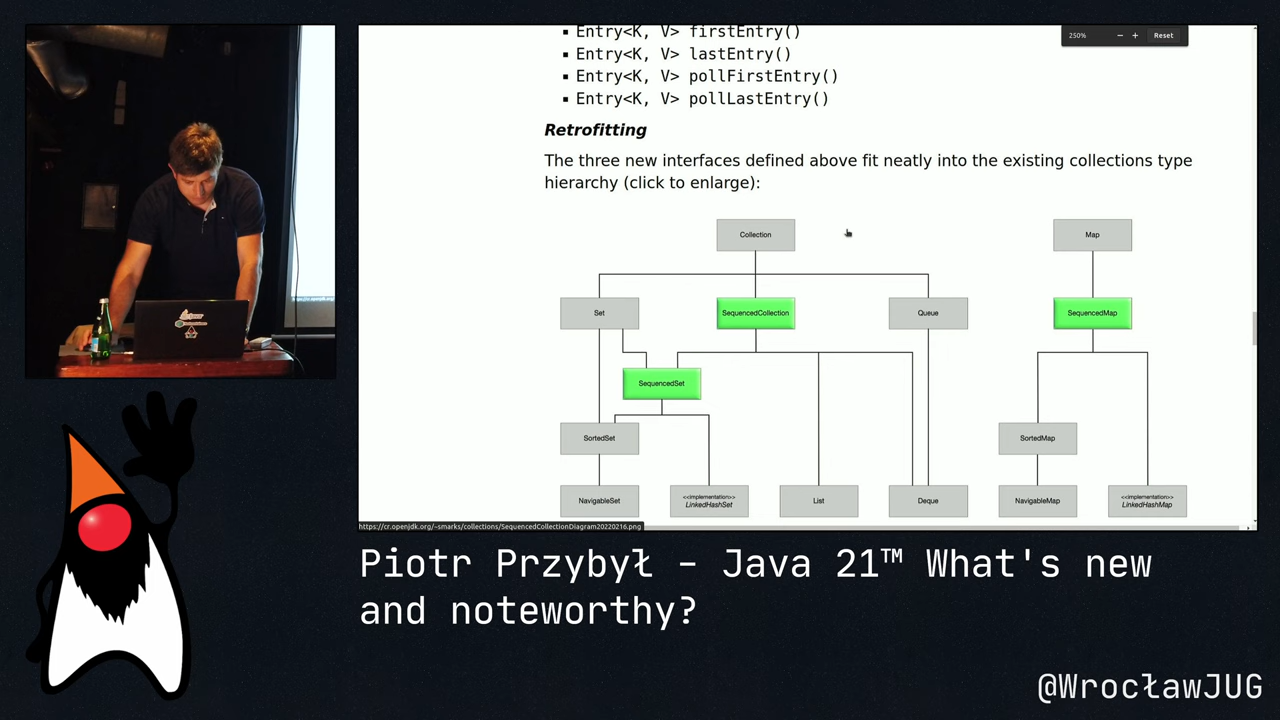 Entry<K, V> firstEntry()
Entry<K, V> lastEntry()
Entry<K, V> pollFirstEntry()
Entry<K, V> pollLastEntry()
250% − + Reset
Retrofitting
The three new interfaces defined above fit neatly into the existing collections type
hierarchy (click to enlarge):
Collection
Map
Set
SequencedCollection
Queue
SequencedMap
SequencedSet
SortedSet
SortedMap
NavigableSet
<<implementation>>
LinkedHashSet
List
Deque
NavigableMap
<<implementation>>
LinkedHashMap
https://cr.openjdk.org/~smarks/collections/SequencedCollectionDiagram20220216.png
Piotr Przybył – Java 21™ What's new
and noteworthy?
@WrocławJUG